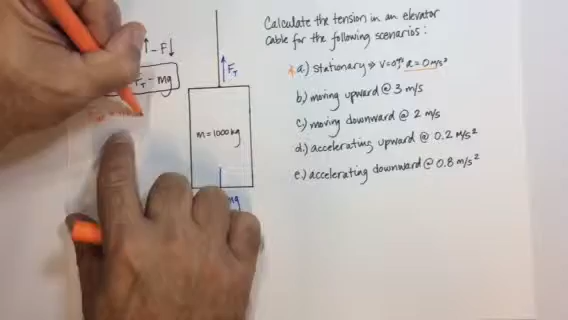 Calculate the tension in an elevator
cable for the following scenarios:
a.) stationary → v=0 m/s a = 0 m/s²
b.) moving upward @ 3 m/s
c.) moving downward @ 2 m/s
d.) accelerating upward @ 0.2 m/s²
e.) accelerating downward @ 0.8 m/s²
↑ - F↓
F_T - mg
F_T
m = 1000 kg
mg